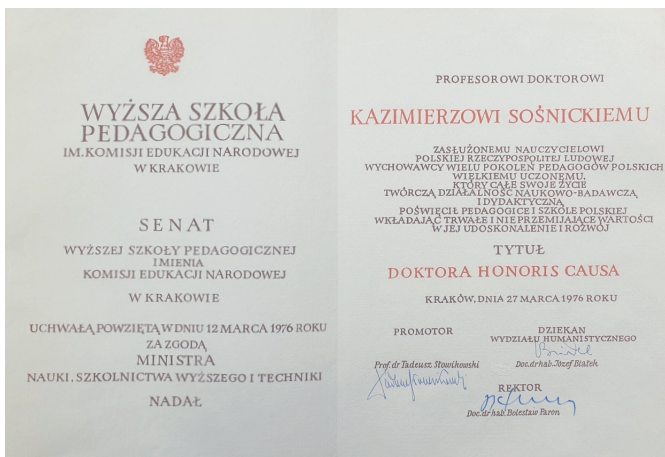 WYŻSZA SZKOŁA
PEDAGOGICZNA
IM. KOMISJI EDUKACJI NARODOWEJ
W KRAKOWIE
SENAT
WYŻSZEJ SZKOŁY PEDAGOGICZNEJ
IMIENIA
KOMISJI EDUKACJI NARODOWEJ
W KRAKOWIE
UCHWAŁĄ POWZIĘTĄ W DNIU 12 MARCA 1976 ROKU
ZA ZGODĄ
MINISTRA
NAUKI, SZKOLNICTWA WYŻSZEGO I TECHNIKI
NADAŁ
PROFESOROWI DOKTOROWI
KAZIMIERZOWI SOŚNICKIEMU
ZASŁUŻONEMU NAUCZYCIELOWI
POLSKIEJ RZECZYPOSPOLITEJ LUDOWEJ
WYCHOWAWCY WIELU POKOLEŃ PEDAGOGÓW POLSKICH
WIELKIEMU UCZONEMU,
KTÓRY CAŁE SWOJE ŻYCIE
TWÓRCZĄ DZIAŁALNOŚĆ NAUKOWO-BADAWCZĄ
I DYDAKTYCZNĄ
POŚWIĘCIŁ PEDAGOGICE I SZKOLE POLSKIEJ
WKŁADAJĄC TRWAŁE I NIEPRZEMIJAJĄCE WARTOŚCI
W JEJ UDOSKONALENIE I ROZWÓJ
TYTUŁ
DOKTORA HONORIS CAUSA
KRAKÓW, DNIA 27 MARCA 1976 ROKU
PROMOTOR
Prof. dr Tadeusz Słowikowski
DZIEKAN
WYDZIAŁU HUMANISTYCZNEGO
Doc. dr hab. Józef Białek
REKTOR
Doc. dr hab. Bolesław Faron